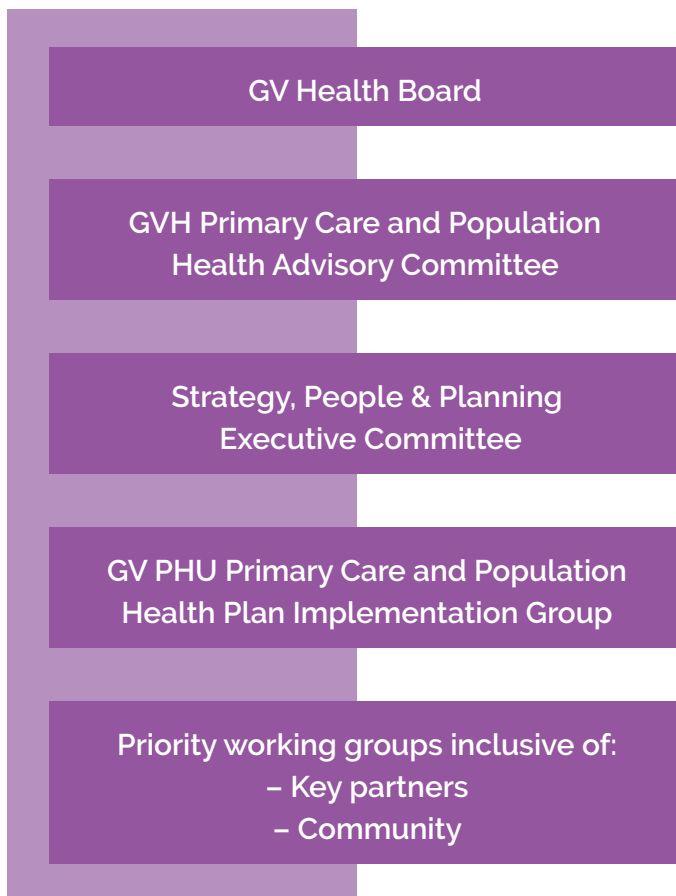 GV Health Board
GVH Primary Care and Population
Health Advisory Committee
Strategy, People & Planning
Executive Committee
GV PHU Primary Care and Population
Health Plan Implementation Group
Priority working groups inclusive of:
– Key partners
– Community